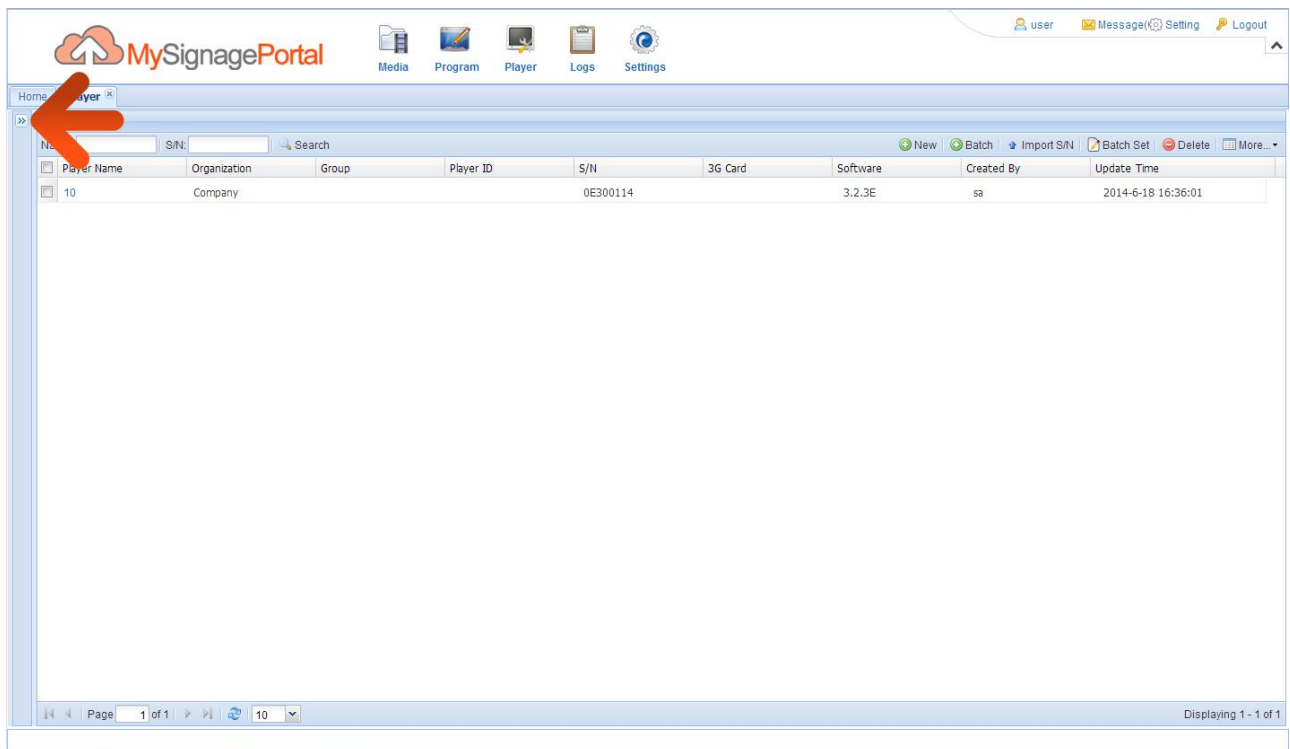 user Message( Setting Logout
MySignagePortal
Media Program Player Logs Settings
Home ayer
S/N: Search New Batch Import S/N Batch Set Delete More...
Player Name Organization Group Player ID S/N 3G Card Software Created By Update Time
10 Company 0E300114 3.2.3E sa 2014-6-18 16:36:01
Page 1 of 1 10 Displaying 1 - 1 of 1